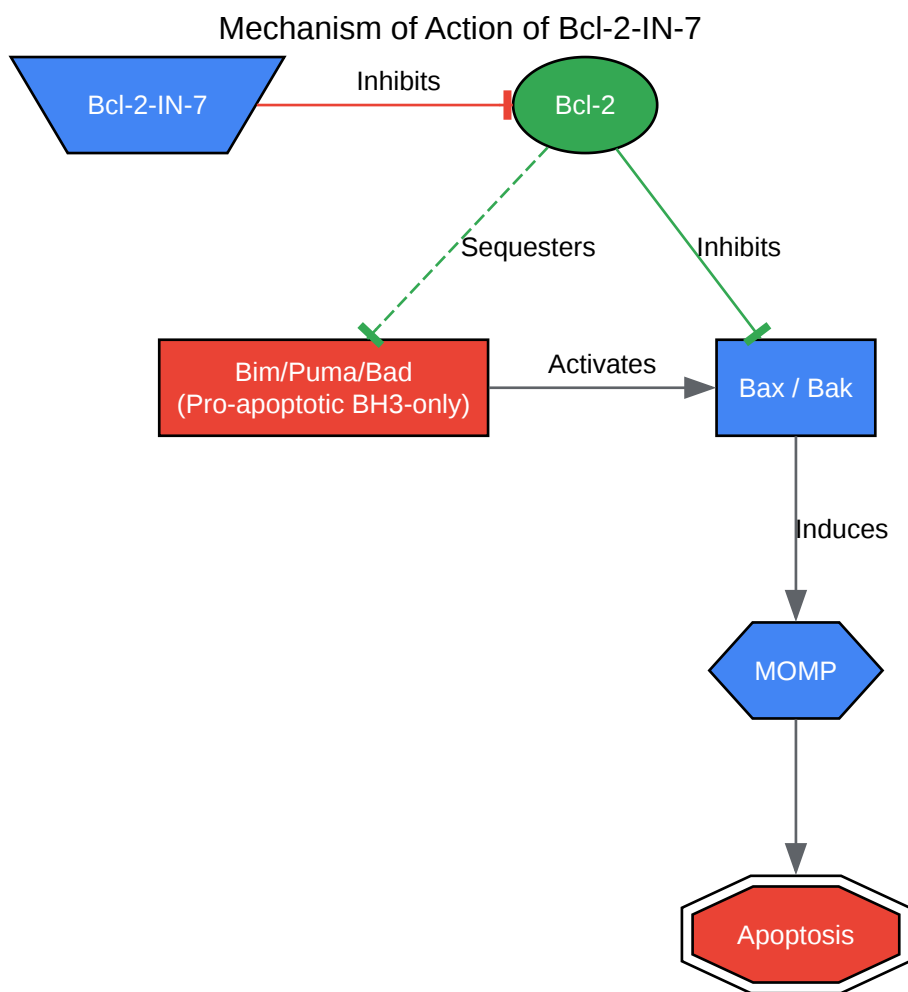 Mechanism of Action of Bcl-2-IN-7
Bcl-2-IN-7
Inhibits
Bcl-2
Sequesters
Inhibits
Bim/Puma/Bad
(Pro-apoptotic BH3-only)
Activates
Bax / Bak
Induces
MOMP
Apoptosis